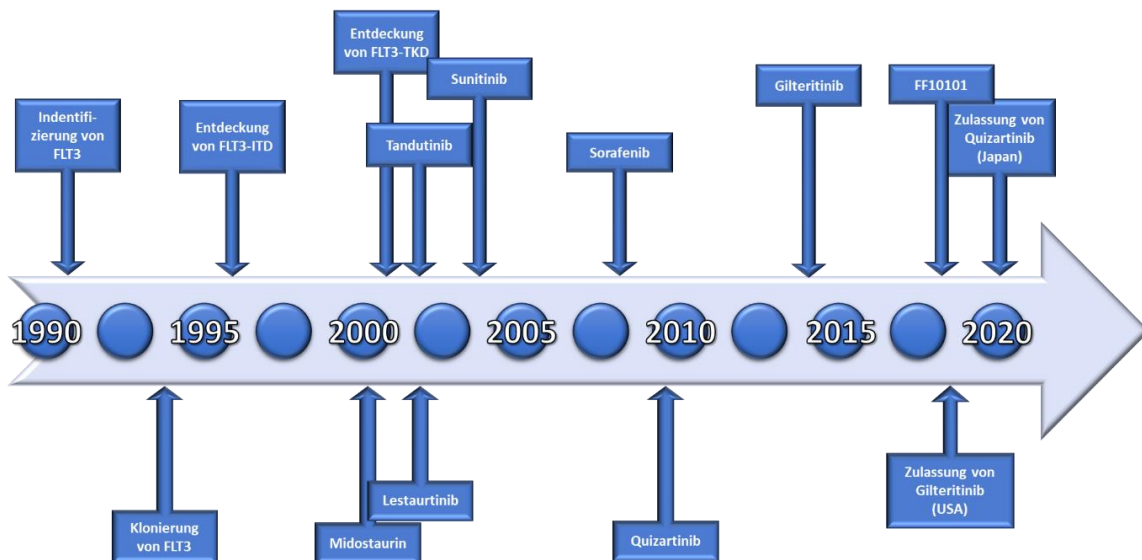 Indentifi-
zierung von
FLT3
Entdeckung
von FLT3-ITD
Entdeckung
von FLT3-TKD
Tandutinib
Sunitinib
Sorafenib
Gilteritinib
FF10101
Zulassung von
Quizartinib
(Japan)
1990 1995 2000 2005 2010 2015 2020
Klonierung
von FLT3
Midostaurin
Lestaurtinib
Quizartinib
Zulassung von
Gilteritinib
(USA)